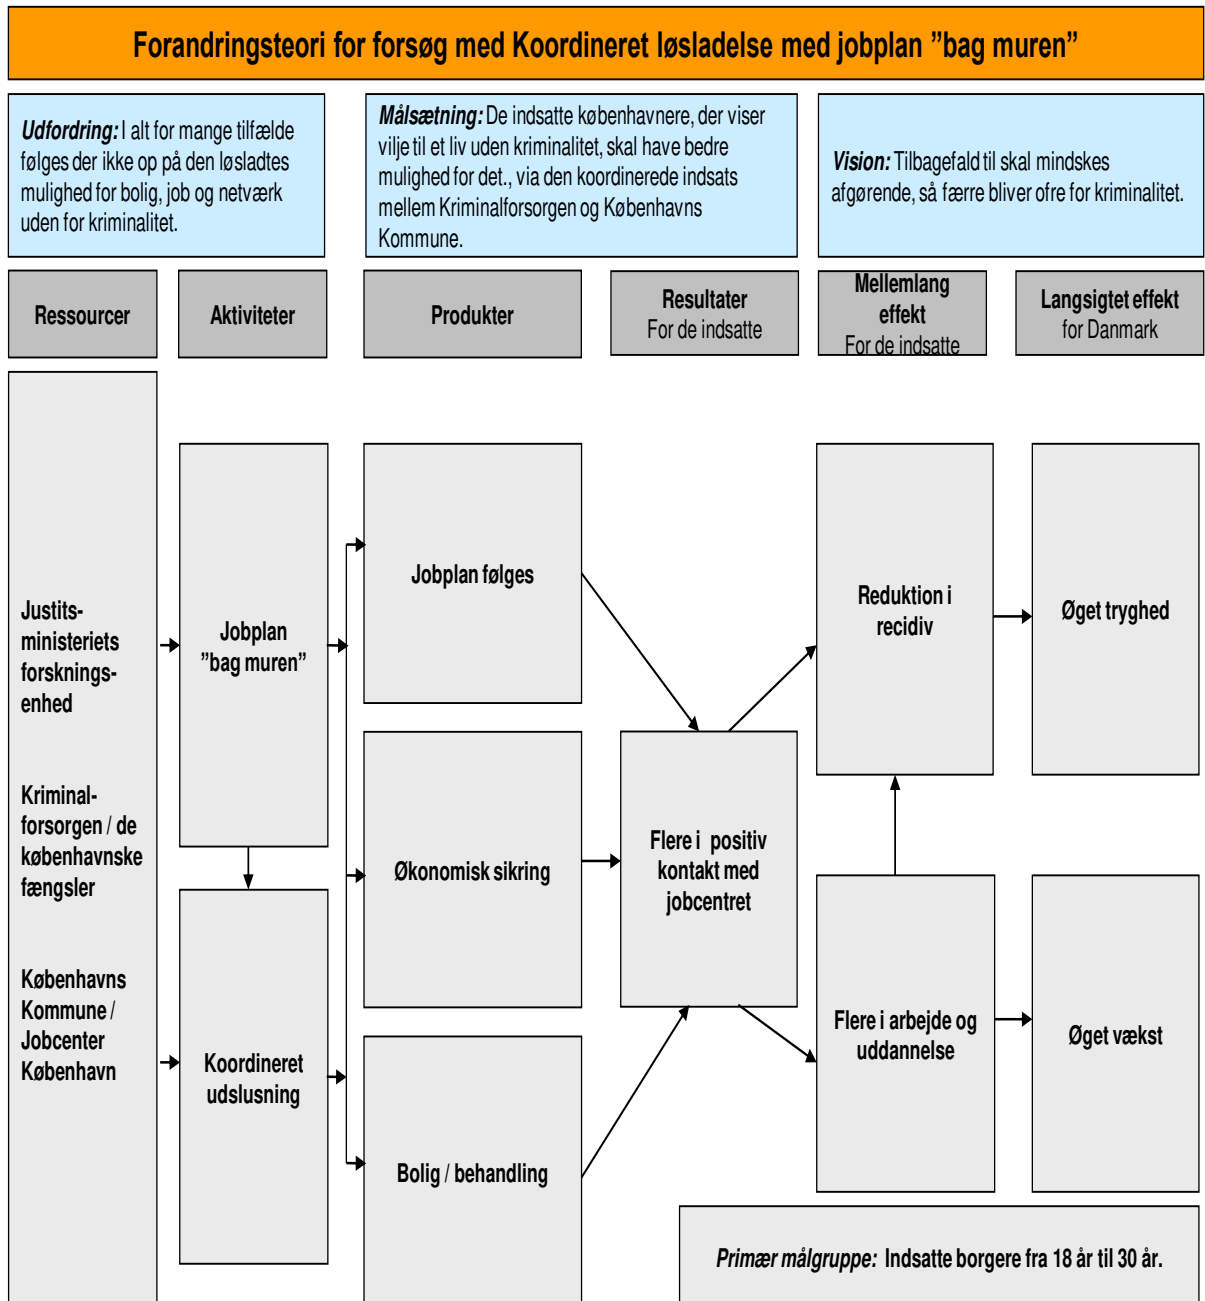 Forandringsteori for forsøg med Koordineret løsladelse med jobplan ”bag muren”
Udfordring: I alt for mange tilfælde
følges der ikke op på den løsladtes
mulighed for bolig, job og netværk
uden for kriminalitet.
Målsætning: De indsatte københavnere, der viser
vilje til et liv uden kriminalitet, skal have bedre
mulighed for det., via den koordinerede indsats
mellem Kriminalforsorgen og Københavns
Kommune.
Vision: Tilbagefald til skal mindskes
afgørende, så færre bliver ofre for kriminalitet.
Ressourcer
Aktiviteter
Produkter
Resultater
For de indsatte
Mellemlang
effekt
For de indsatte
Langsigtet effekt
for Danmark
Justits-
ministeriets
forsknings-
enhed
Kriminal-
forsorgen / de
københavnske
fængsler
Københavns
Kommune /
Jobcenter
København
Jobplan
”bag muren”
Koordineret
udslusning
Jobplan følges
Økonomisk sikring
Bolig / behandling
Flere i positiv
kontakt med
jobcentret
Reduktion i
recidiv
Flere i arbejde og
uddannelse
Øget tryghed
Øget vækst
Primær målgruppe: Indsatte borgere fra 18 år til 30 år.